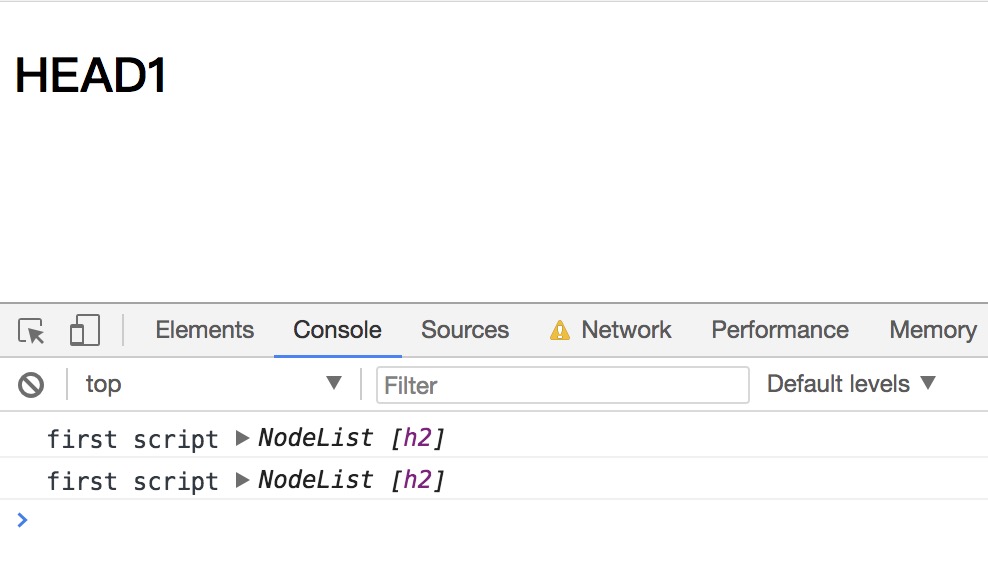 HEAD1
Elements Console Sources Network Performance Memory
top Filter Default levels
first script NodeList [h2]
first script NodeList [h2]